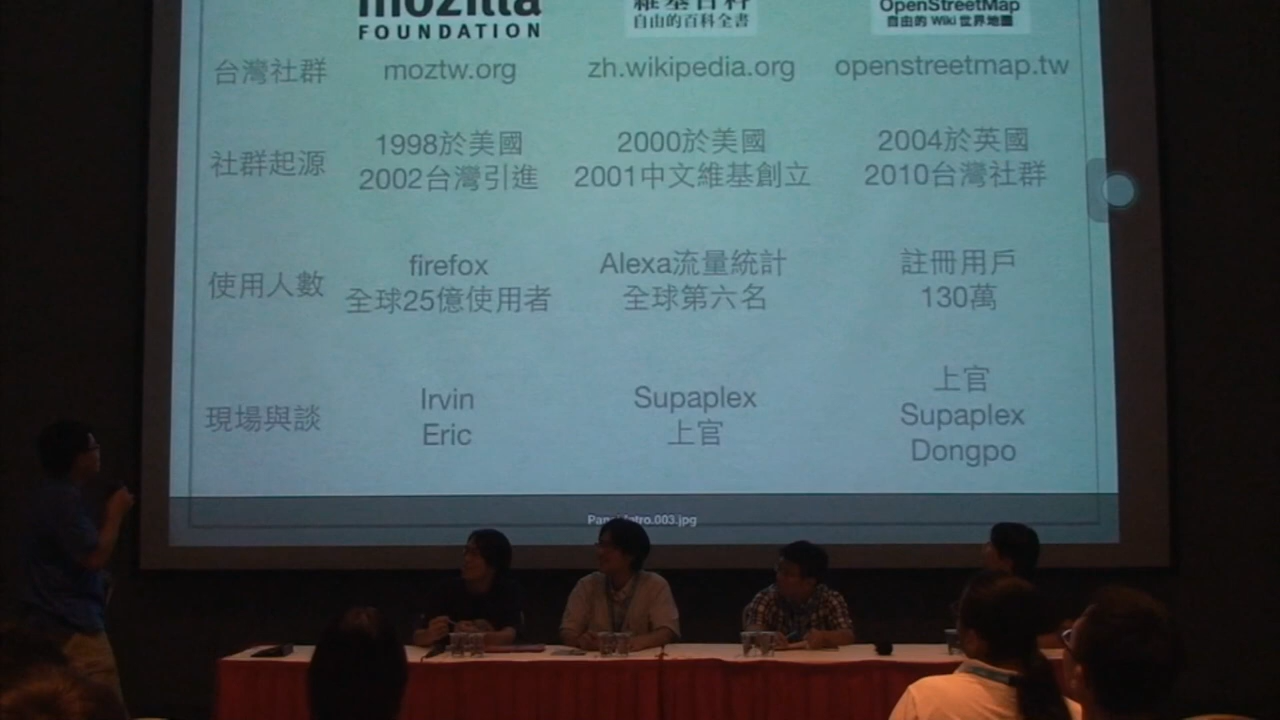 mozilla
FOUNDATION
維基百科
自由的百科全書
OpenStreetMap
自由的 Wiki 世界地圖
台灣社群
moztw.org
zh.wikipedia.org
openstreetmap.tw
社群起源
1998於美國
2002台灣引進
2000於美國
2001中文維基創立
2004於英國
2010台灣社群
使用人數
firefox
全球25億使用者
Alexa流量統計
全球第六名
註冊用戶
130萬
現場與談
Irvin
Eric
Supaplex
上官
上官
Supaplex
Dongpo